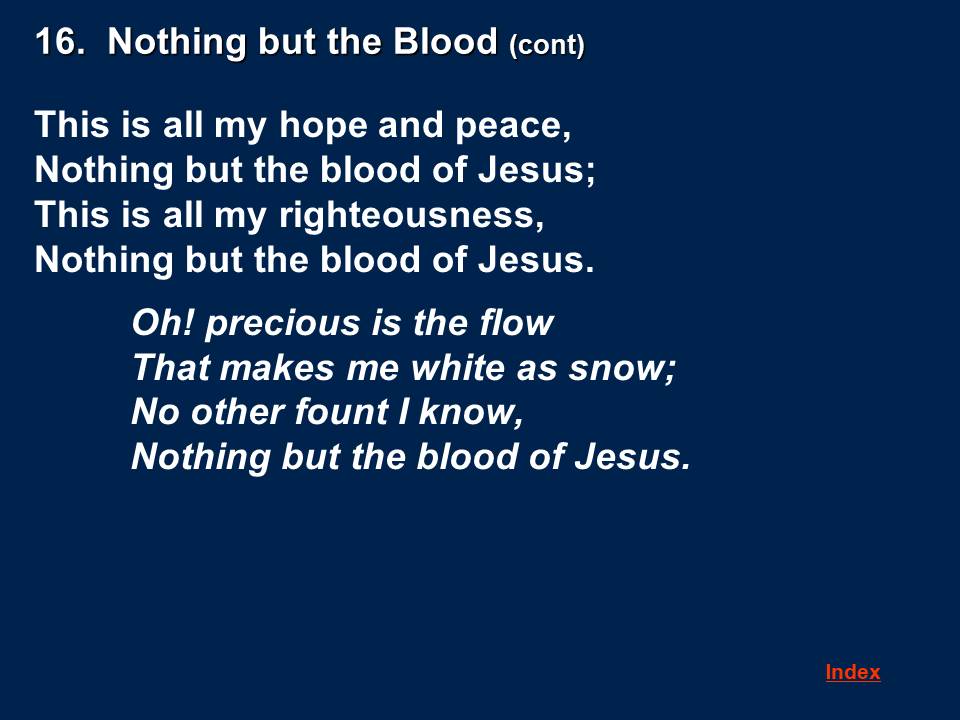 16. Nothing but the Blood (cont)
This is all my hope and peace,
Nothing but the blood of Jesus;
This is all my righteousness,
Nothing but the blood of Jesus.
Oh! precious is the flow
That makes me white as snow;
No other fount I know,
Nothing but the blood of Jesus.
Index